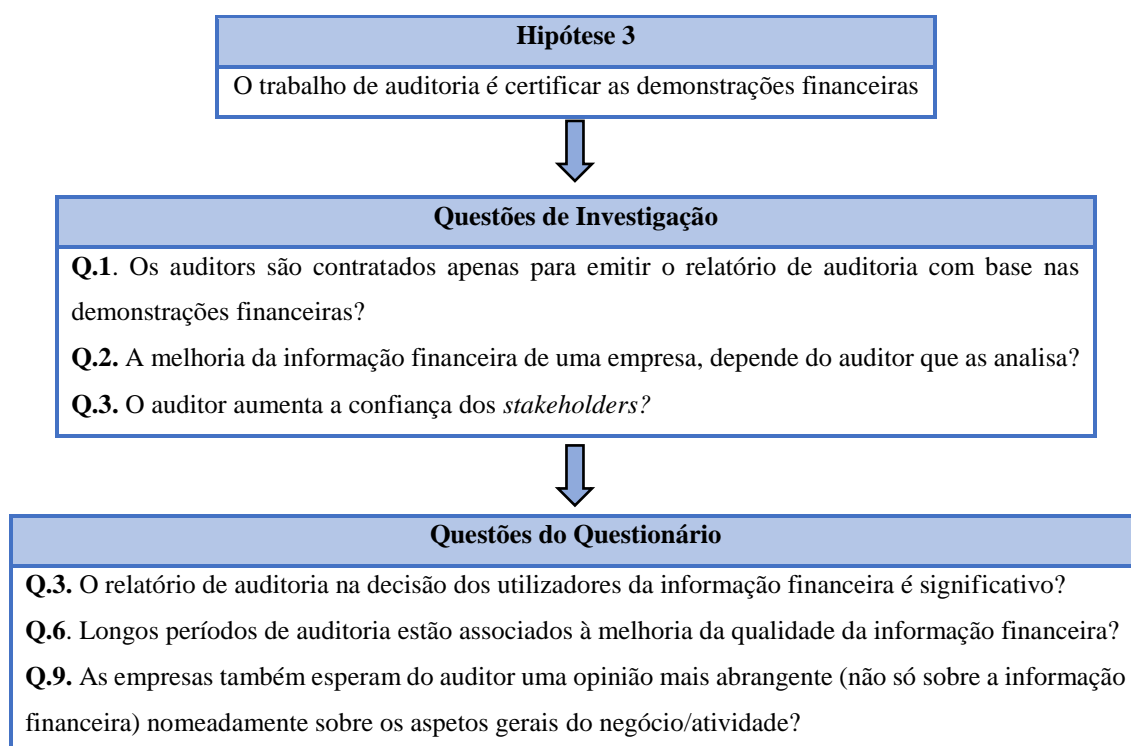 Hipótese 3
O trabalho de auditoria é certificar as demonstrações financeiras
Questões de Investigação
Q.1. Os auditors são contratados apenas para emitir o relatório de auditoria com base nas
demonstrações financeiras?
Q.2. A melhoria da informação financeira de uma empresa, depende do auditor que as analisa?
Q.3. O auditor aumenta a confiança dos stakeholders?
Questões do Questionário
Q.3. O relatório de auditoria na decisão dos utilizadores da informação financeira é significativo?
Q.6. Longos períodos de auditoria estão associados à melhoria da qualidade da informação financeira?
Q.9. As empresas também esperam do auditor uma opinião mais abrangente (não só sobre a informação
financeira) nomeadamente sobre os aspetos gerais do negócio/atividade?